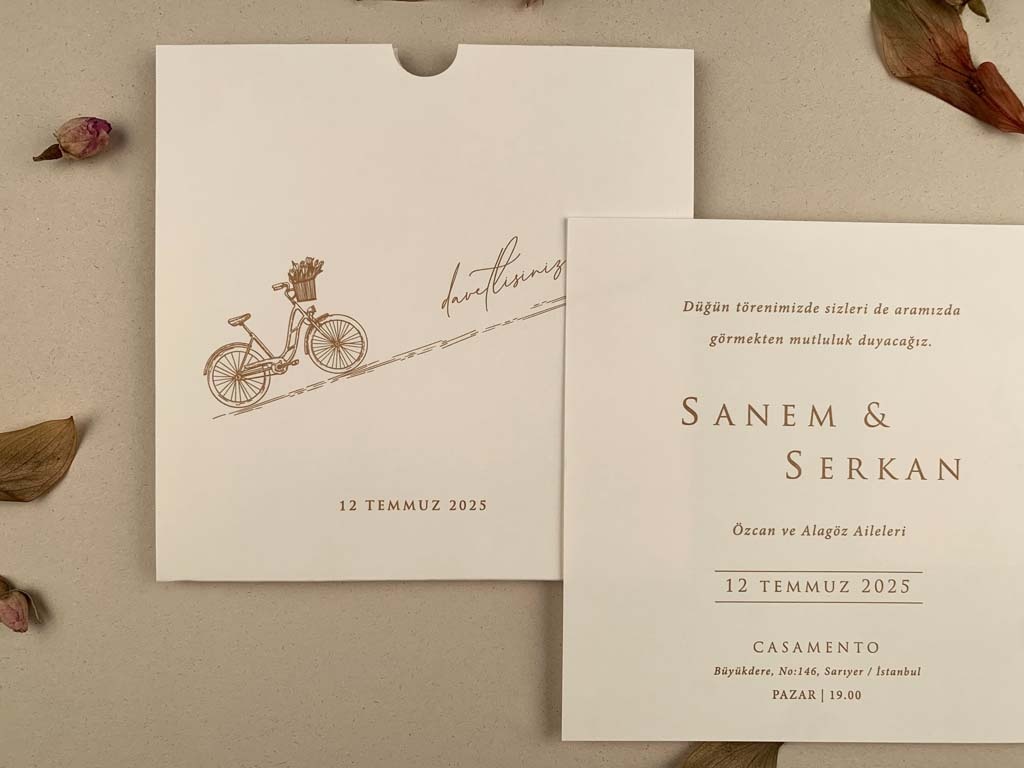 davetlisiniz
12 TEMMUZ 2025
Düğün törenimizde sizleri de aramızda
görmekten mutluluk duyacağız.
SANEM &
SERKAN
Özcan ve Alagöz Aileleri
12 TEMMUZ 2025
CASAMENTO
Büyükdere, No:146, Sarıyer / İstanbul
PAZAR | 19.00